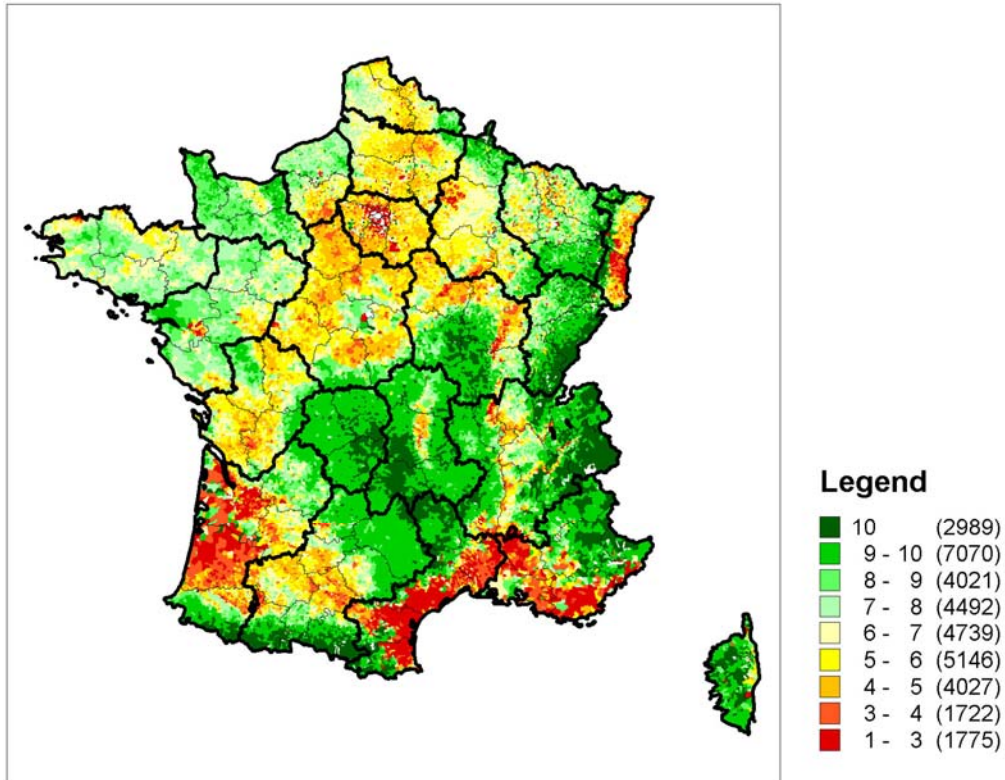 Legend
10 (2989)
9 - 10 (7070)
8 - 9 (4021)
7 - 8 (4492)
6 - 7 (4739)
5 - 6 (5146)
4 - 5 (4027)
3 - 4 (1722)
1 - 3 (1775)